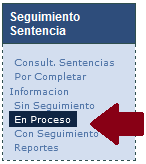 Seguimiento
Sentencia
Consult. Sentencias
Por Completar
Informacion
Sin Seguimiento
En Proceso
Con Seguimiento
Reportes